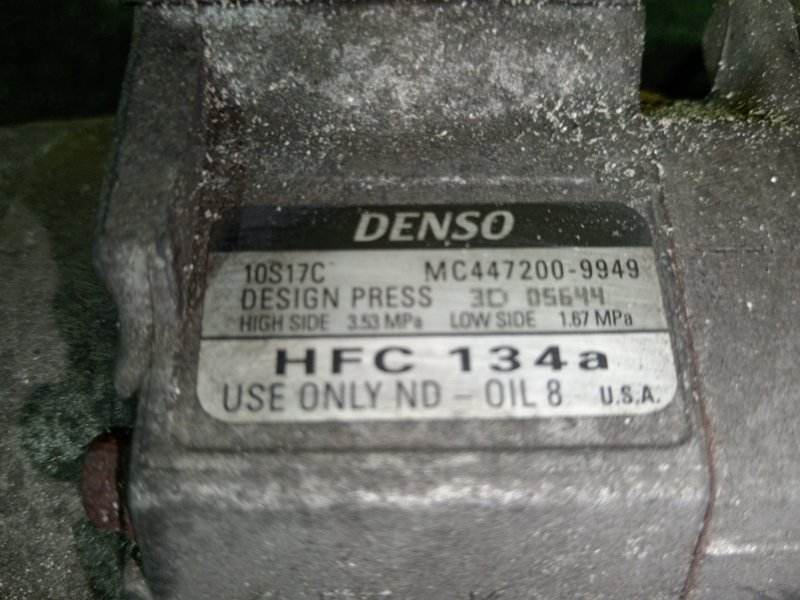 DENSO
10S17C MC447200-9949
DESIGN PRESS 3D 05644
HIGH SIDE 3.53 MPa LOW SIDE 1.67 MPa
HFC 134a
USE ONLY ND-OIL 8 U.S.A.